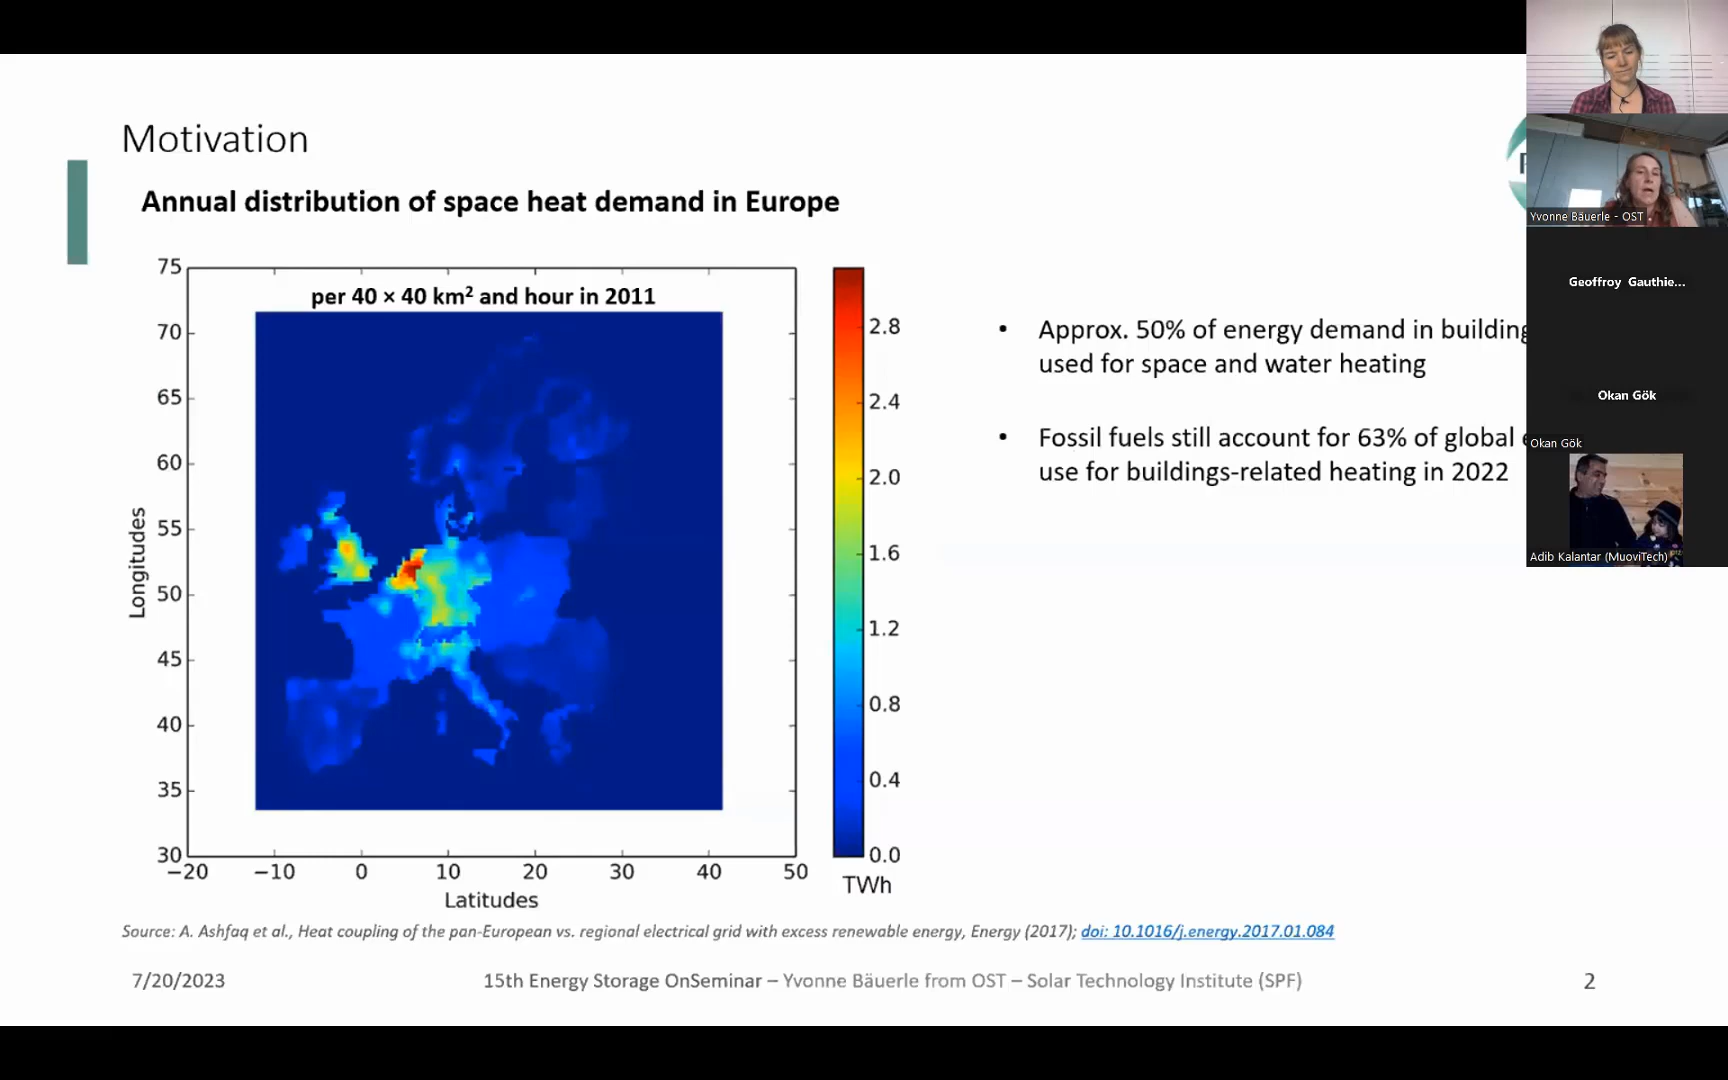 Motivation
Annual distribution of space heat demand in Europe
per 40 × 40 km² and hour in 2011
75
70
65
60
55
50
45
40
35
30
Longitudes
−20
−10
0
10
20
30
40
50
Latitudes
2.8
2.4
2.0
1.6
1.2
0.8
0.4
0.0
TWh
• Approx. 50% of energy demand in building
used for space and water heating
• Fossil fuels still account for 63% of global
use for buildings-related heating in 2022
Source: A. Ashfaq et al., Heat coupling of the pan-European vs. regional electrical grid with excess renewable energy, Energy (2017); doi: 10.1016/j.energy.2017.01.084
7/20/2023
15th Energy Storage OnSeminar – Yvonne Bäuerle from OST – Solar Technology Institute (SPF)
2
Yvonne Bäuerle - OST
Geoffroy Gauthie...
Okan Gök
Okan Gök
Adib Kalantar (MuoviTech)